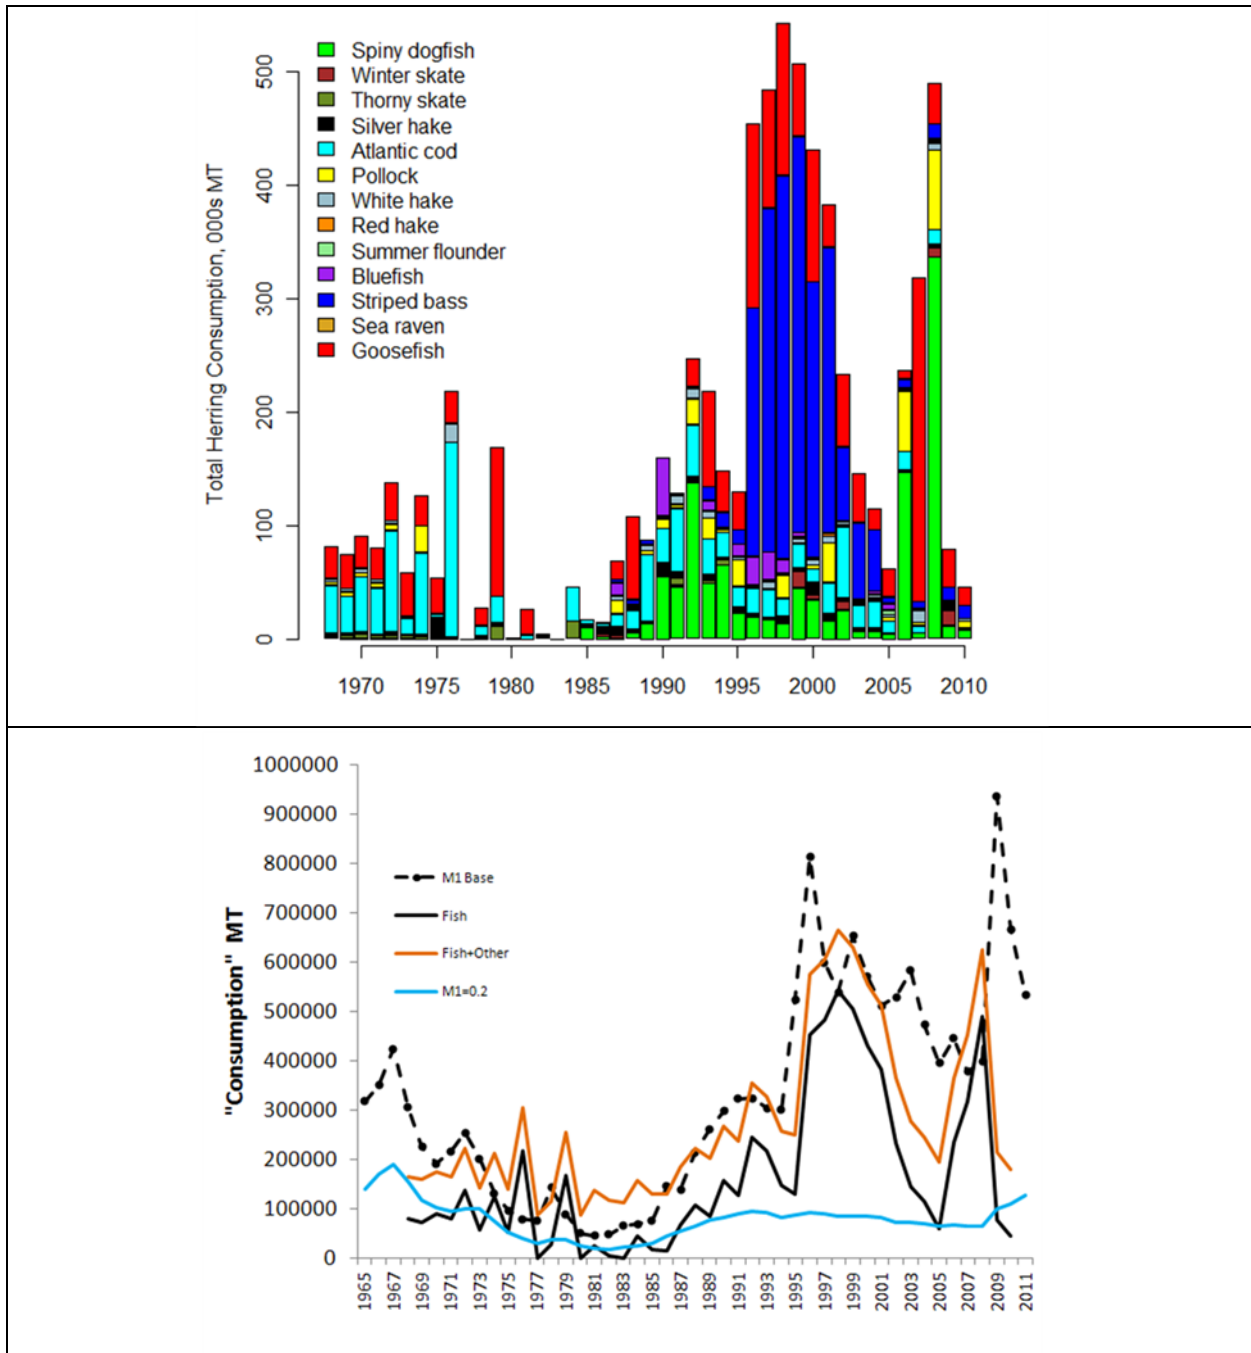 Spiny dogfish
Winter skate
Thorny skate
Silver hake
Atlantic cod
Pollock
White hake
Red hake
Summer flounder
Bluefish
Striped bass
Sea raven
Goosefish
Total Herring Consumption, 000s MT
500
400
300
200
100
0
1970 1975 1980 1985 1990 1995 2000 2005 2010
1000000
900000
800000
700000
600000
500000
400000
300000
200000
100000
0
"Consumption" MT
M1 Base
Fish
Fish+Other
M1=0.2
1965 1967 1969 1971 1973 1975 1977 1979 1981 1983 1985 1987 1989 1991 1993 1995 1997 1999 2001 2003 2005 2007 2009 2011